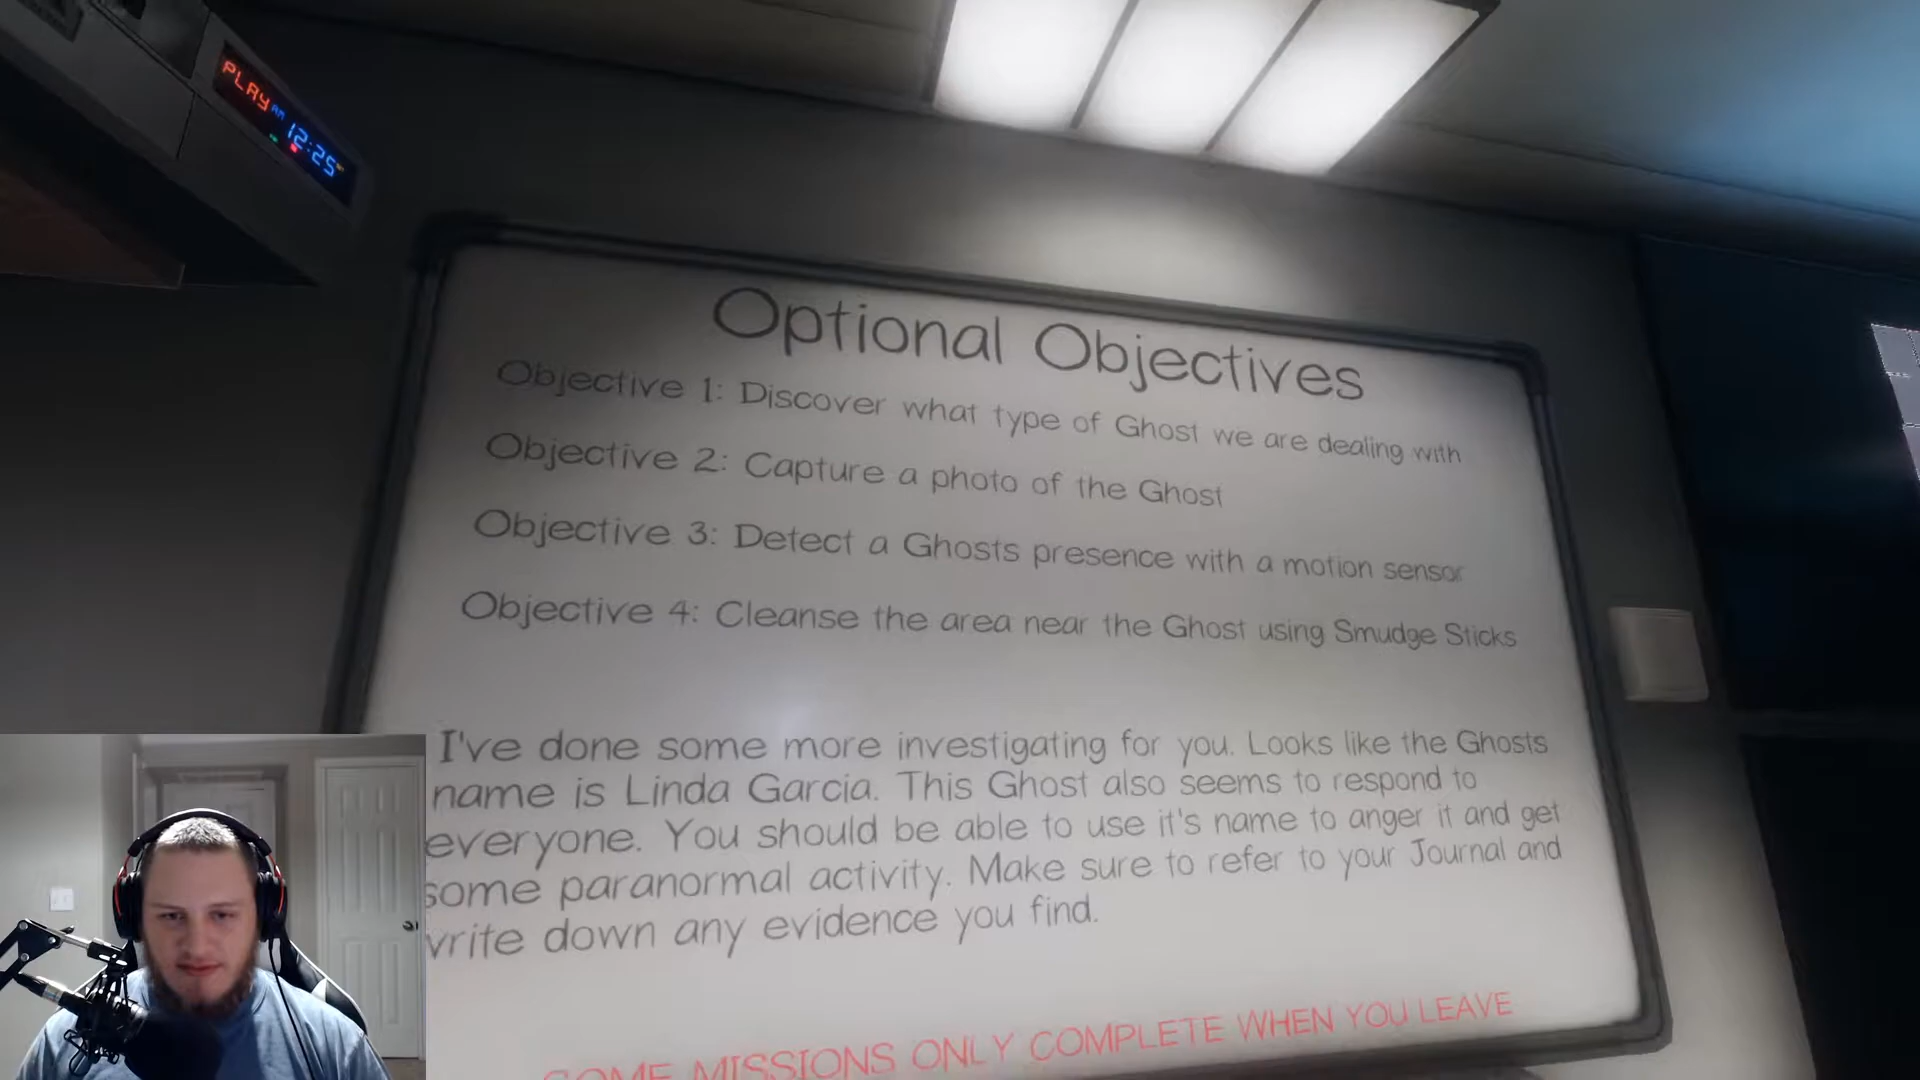 PLAY
AM 12:25
Optional Objectives
Objective 1: Discover what type of Ghost we are dealing with
Objective 2: Capture a photo of the Ghost
Objective 3: Detect a Ghosts presence with a motion sensor
Objective 4: Cleanse the area near the Ghost using Smudge Sticks
I've done some more investigating for you. Looks like the Ghosts
name is Linda Garcia. This Ghost also seems to respond to
everyone. You should be able to use it's name to anger it and get
some paranormal activity. Make sure to refer to your Journal and
write down any evidence you find.
SOME MISSIONS ONLY COMPLETE WHEN YOU LEAVE